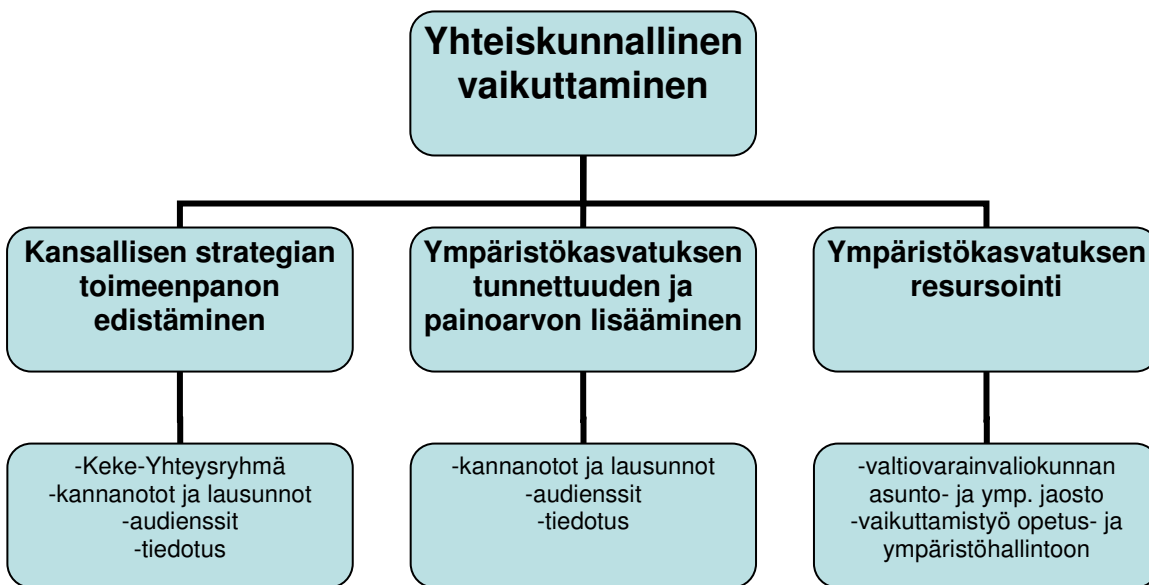 Yhteiskunnallinen
vaikuttaminen
Kansallisen strategian
toimeenpanon
edistäminen
Ympäristökasvatuksen
tunnettuuden ja
painoarvon lisääminen
Ympäristökasvatuksen
resursointi
-Keke-Yhteysryhmä
-kannanotot ja lausunnot
-audienssit
-tiedotus
-kannanotot ja lausunnot
-audienssit
-tiedotus
-valtiovarainvaliokunnan
asunto- ja ymp. jaosto
-vaikuttamistyö opetus- ja
ympäristöhallintoon